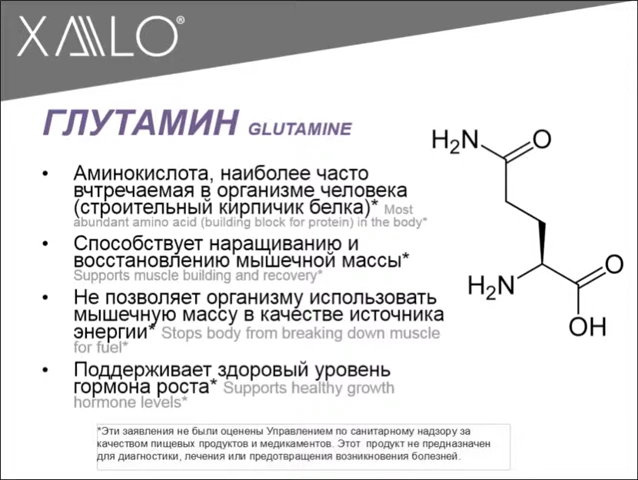 XALO®
ГЛУТАМИН GLUTAMINE
• Аминокислота, наиболее часто
вчтречаемая в организме человека
(строительный кирпичик белка)* Most
abundant amino acid (building block for protein) in the body*
• Способствует наращиванию и
восстановлению мышечной массы*
Supports muscle building and recovery*
• Не позволяет организму использовать
мышечную массу в качестве источника
энергии* Stops body from breaking down muscle
for fuel*
• Поддерживает здоровый уровень
гормона роста* Supports healthy growth
hormone levels*
H₂N
O
H₂N
O
OH
*Эти заявления не были оценены Управлением по санитарному надзору за
качеством пищевых продуктов и медикаментов. Этот продукт не предназначен
для диагностики, лечения или предотвращения возникновения болезней.